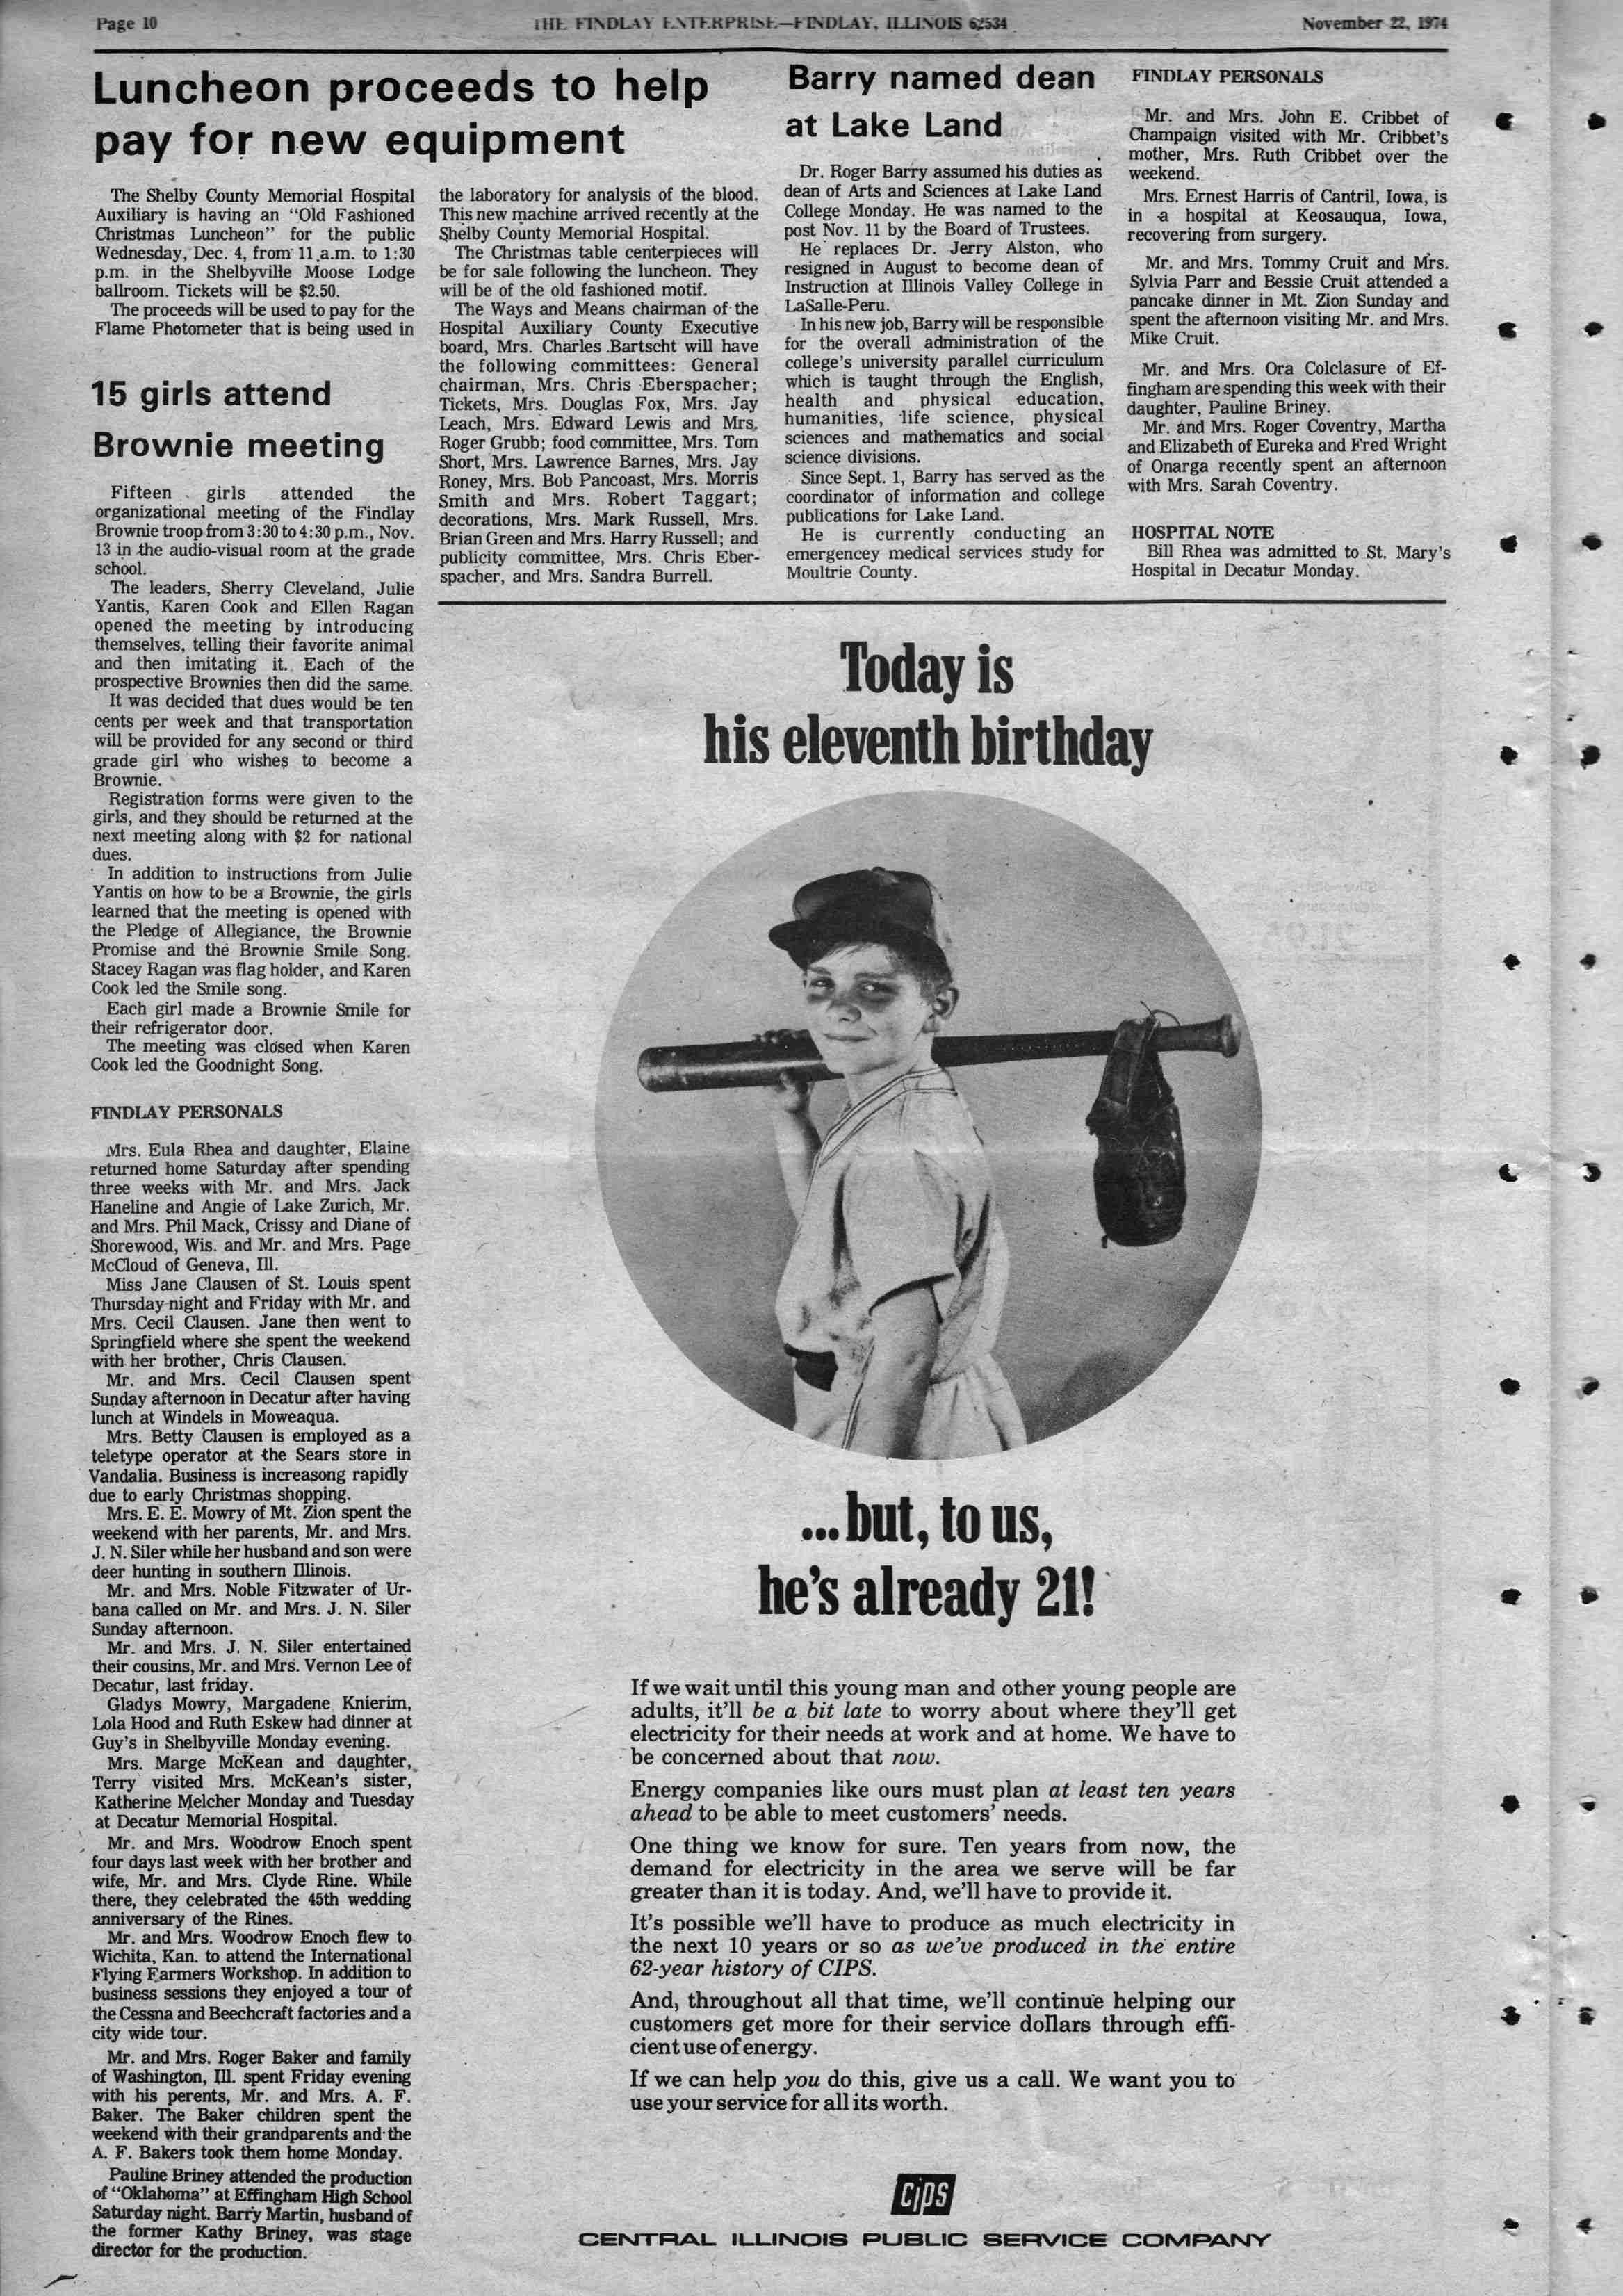 Page 10
THE FINDLAY ENTERPRISE—FINDLAY, ILLINOIS 62534
November 22, 1974
Luncheon proceeds to help
pay for new equipment
The Shelby County Memorial Hospital
Auxiliary is having an "Old Fashioned
Christmas Luncheon" for the public
Wednesday, Dec. 4, from 11 a.m. to 1:30
p.m. in the Shelbyville Moose Lodge
ballroom. Tickets will be $2.50.
The proceeds will be used to pay for the
Flame Photometer that is being used in
the laboratory for analysis of the blood.
This new machine arrived recently at the
Shelby County Memorial Hospital.
The Christmas table centerpieces will
be for sale following the luncheon. They
will be of the old fashioned motif.
The Ways and Means chairman of the
Hospital Auxiliary County Executive
board, Mrs. Charles Bartscht will have
the following committees: General
chairman, Mrs. Chris Eberspacher;
Tickets, Mrs. Douglas Fox, Mrs. Jay
Leach, Mrs. Edward Lewis and Mrs.
Roger Grubb; food committee, Mrs. Tom
Short, Mrs. Lawrence Barnes, Mrs. Jay
Roney, Mrs. Bob Pancoast, Mrs. Morris
Smith and Mrs. Robert Taggart;
decorations, Mrs. Mark Russell, Mrs.
Brian Green and Mrs. Harry Russell; and
publicity committee, Mrs. Chris Eber-
spacher, and Mrs. Sandra Burrell.
15 girls attend
Brownie meeting
Fifteen girls attended the
organizational meeting of the Findlay
Brownie troop from 3:30 to 4:30 p.m., Nov.
13 in the audio-visual room at the grade
school.
The leaders, Sherry Cleveland, Julie
Yantis, Karen Cook and Ellen Ragan
opened the meeting by introducing
themselves, telling their favorite animal
and then imitating it. Each of the
prospective Brownies then did the same.
It was decided that dues would be ten
cents per week and that transportation
will be provided for any second or third
grade girl who wishes to become a
Brownie.
Registration forms were given to the
girls, and they should be returned at the
next meeting along with $2 for national
dues.
In addition to instructions from Julie
Yantis on how to be a Brownie, the girls
learned that the meeting is opened with
the Pledge of Allegiance, the Brownie
Promise and the Brownie Smile Song.
Stacey Ragan was flag holder, and Karen
Cook led the Smile song.
Each girl made a Brownie Smile for
their refrigerator door.
The meeting was closed when Karen
Cook led the Goodnight Song.
FINDLAY PERSONALS
Mrs. Eula Rhea and daughter, Elaine
returned home Saturday after spending
three weeks with Mr. and Mrs. Jack
Haneline and Angie of Lake Zurich, Mr.
and Mrs. Phil Mack, Crissy and Diane of
Shorewood, Wis. and Mr. and Mrs. Page
McCloud of Geneva, Ill.
Miss Jane Clausen of St. Louis spent
Thursday night and Friday with Mr. and
Mrs. Cecil Clausen. Jane then went to
Springfield where she spent the weekend
with her brother, Chris Clausen.
Mr. and Mrs. Cecil Clausen spent
Sunday afternoon in Decatur after having
lunch at Windels in Moweaqua.
Mrs. Betty Clausen is employed as a
teletype operator at the Sears store in
Vandalia. Business is increasong rapidly
due to early Christmas shopping.
Mrs. E. E. Mowry of Mt. Zion spent the
weekend with her parents, Mr. and Mrs.
J. N. Siler while her husband and son were
deer hunting in southern Illinois.
Mr. and Mrs. Noble Fitzwater of Ur-
bana called on Mr. and Mrs. J. N. Siler
Sunday afternoon.
Mr. and Mrs. J. N. Siler entertained
their cousins, Mr. and Mrs. Vernon Lee of
Decatur, last friday.
Gladys Mowry, Margadene Knierim,
Lola Hood and Ruth Eskew had dinner at
Guy's in Shelbyville Monday evening.
Mrs. Marge McKean and daughter,
Terry visited Mrs. McKean's sister,
Katherine Melcher Monday and Tuesday
at Decatur Memorial Hospital.
Mr. and Mrs. Woodrow Enoch spent
four days last week with her brother and
wife, Mr. and Mrs. Clyde Rine. While
there, they celebrated the 45th wedding
anniversary of the Rines.
Mr. and Mrs. Woodrow Enoch flew to
Wichita, Kan. to attend the International
Flying Farmers Workshop. In addition to
business sessions they enjoyed a tour of
the Cessna and Beechcraft factories and a
city wide tour.
Mr. and Mrs. Roger Baker and family
of Washington, Ill. spent Friday evening
with his perents, Mr. and Mrs. A. F.
Baker. The Baker children spent the
weekend with their grandparents and the
A. F. Bakers took them home Monday.
Pauline Briney attended the production
of "Oklahoma" at Effingham High School
Saturday night. Barry Martin, husband of
the former Kathy Briney, was stage
director for the production.
Barry named dean
at Lake Land
Dr. Roger Barry assumed his duties as
dean of Arts and Sciences at Lake Land
College Monday. He was named to the
post Nov. 11 by the Board of Trustees.
He replaces Dr. Jerry Alston, who
resigned in August to become dean of
Instruction at Illinois Valley College in
LaSalle-Peru.
In his new job, Barry will be responsible
for the overall administration of the
college's university parallel curriculum
which is taught through the English,
health and physical education,
humanities, life science, physical
sciences and mathematics and social
science divisions.
Since Sept. 1, Barry has served as the
coordinator of information and college
publications for Lake Land.
He is currently conducting an
emergencey medical services study for
Moultrie County.
FINDLAY PERSONALS
Mr. and Mrs. John E. Cribbet of
Champaign visited with Mr. Cribbet's
mother, Mrs. Ruth Cribbet over the
weekend.
Mrs. Ernest Harris of Cantril, Iowa, is
in a hospital at Keosauqua, Iowa,
recovering from surgery.
Mr. and Mrs. Tommy Cruit and Mrs.
Sylvia Parr and Bessie Cruit attended a
pancake dinner in Mt. Zion Sunday and
spent the afternoon visiting Mr. and Mrs.
Mike Cruit.
Mr. and Mrs. Ora Colclasure of Ef-
fingham are spending this week with their
daughter, Pauline Briney.
Mr. and Mrs. Roger Coventry, Martha
and Elizabeth of Eureka and Fred Wright
of Onarga recently spent an afternoon
with Mrs. Sarah Coventry.
HOSPITAL NOTE
Bill Rhea was admitted to St. Mary's
Hospital in Decatur Monday.
Today is
his eleventh birthday
...but, to us,
he's already 21!
If we wait until this young man and other young people are
adults, it'll be a bit late to worry about where they'll get
electricity for their needs at work and at home. We have to
be concerned about that now.
Energy companies like ours must plan at least ten years
ahead to be able to meet customers' needs.
One thing we know for sure. Ten years from now, the
demand for electricity in the area we serve will be far
greater than it is today. And, we'll have to provide it.
It's possible we'll have to produce as much electricity in
the next 10 years or so as we've produced in the entire
62-year history of CIPS.
And, throughout all that time, we'll continue helping our
customers get more for their service dollars through effi-
cient use of energy.
If we can help you do this, give us a call. We want you to
use your service for all its worth.
CIPS
CENTRAL ILLINOIS PUBLIC SERVICE COMPANY